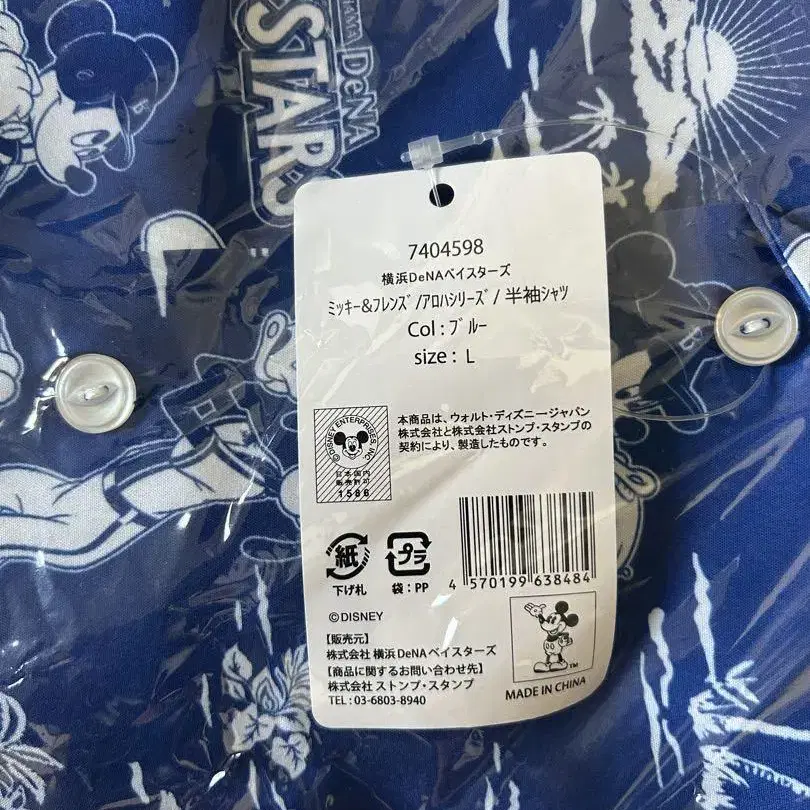 DeNA
STARS
B
7404598
横浜DeNAベイスターズ
ミッキー&フレンズ/アロハシリーズ/半袖シャツ
Col:ブルー
size:L
©DISNEY ENTERPRISES, INC
日本国内
販売許可
1586
本商品は、ウォルト・ディズニージャパン
株式会社と株式会社ストンプ・スタンプの
契約により、製造したものです。
紙
下げ札
プラ
袋:PP
4 570199 638484
©DISNEY
【販売元】
株式会社 横浜DeNAベイスターズ
【商品に関するお問い合わせ先】
株式会社 ストンプ・スタンプ
TEL: 03-6803-8940
TM
MADE IN CHINA